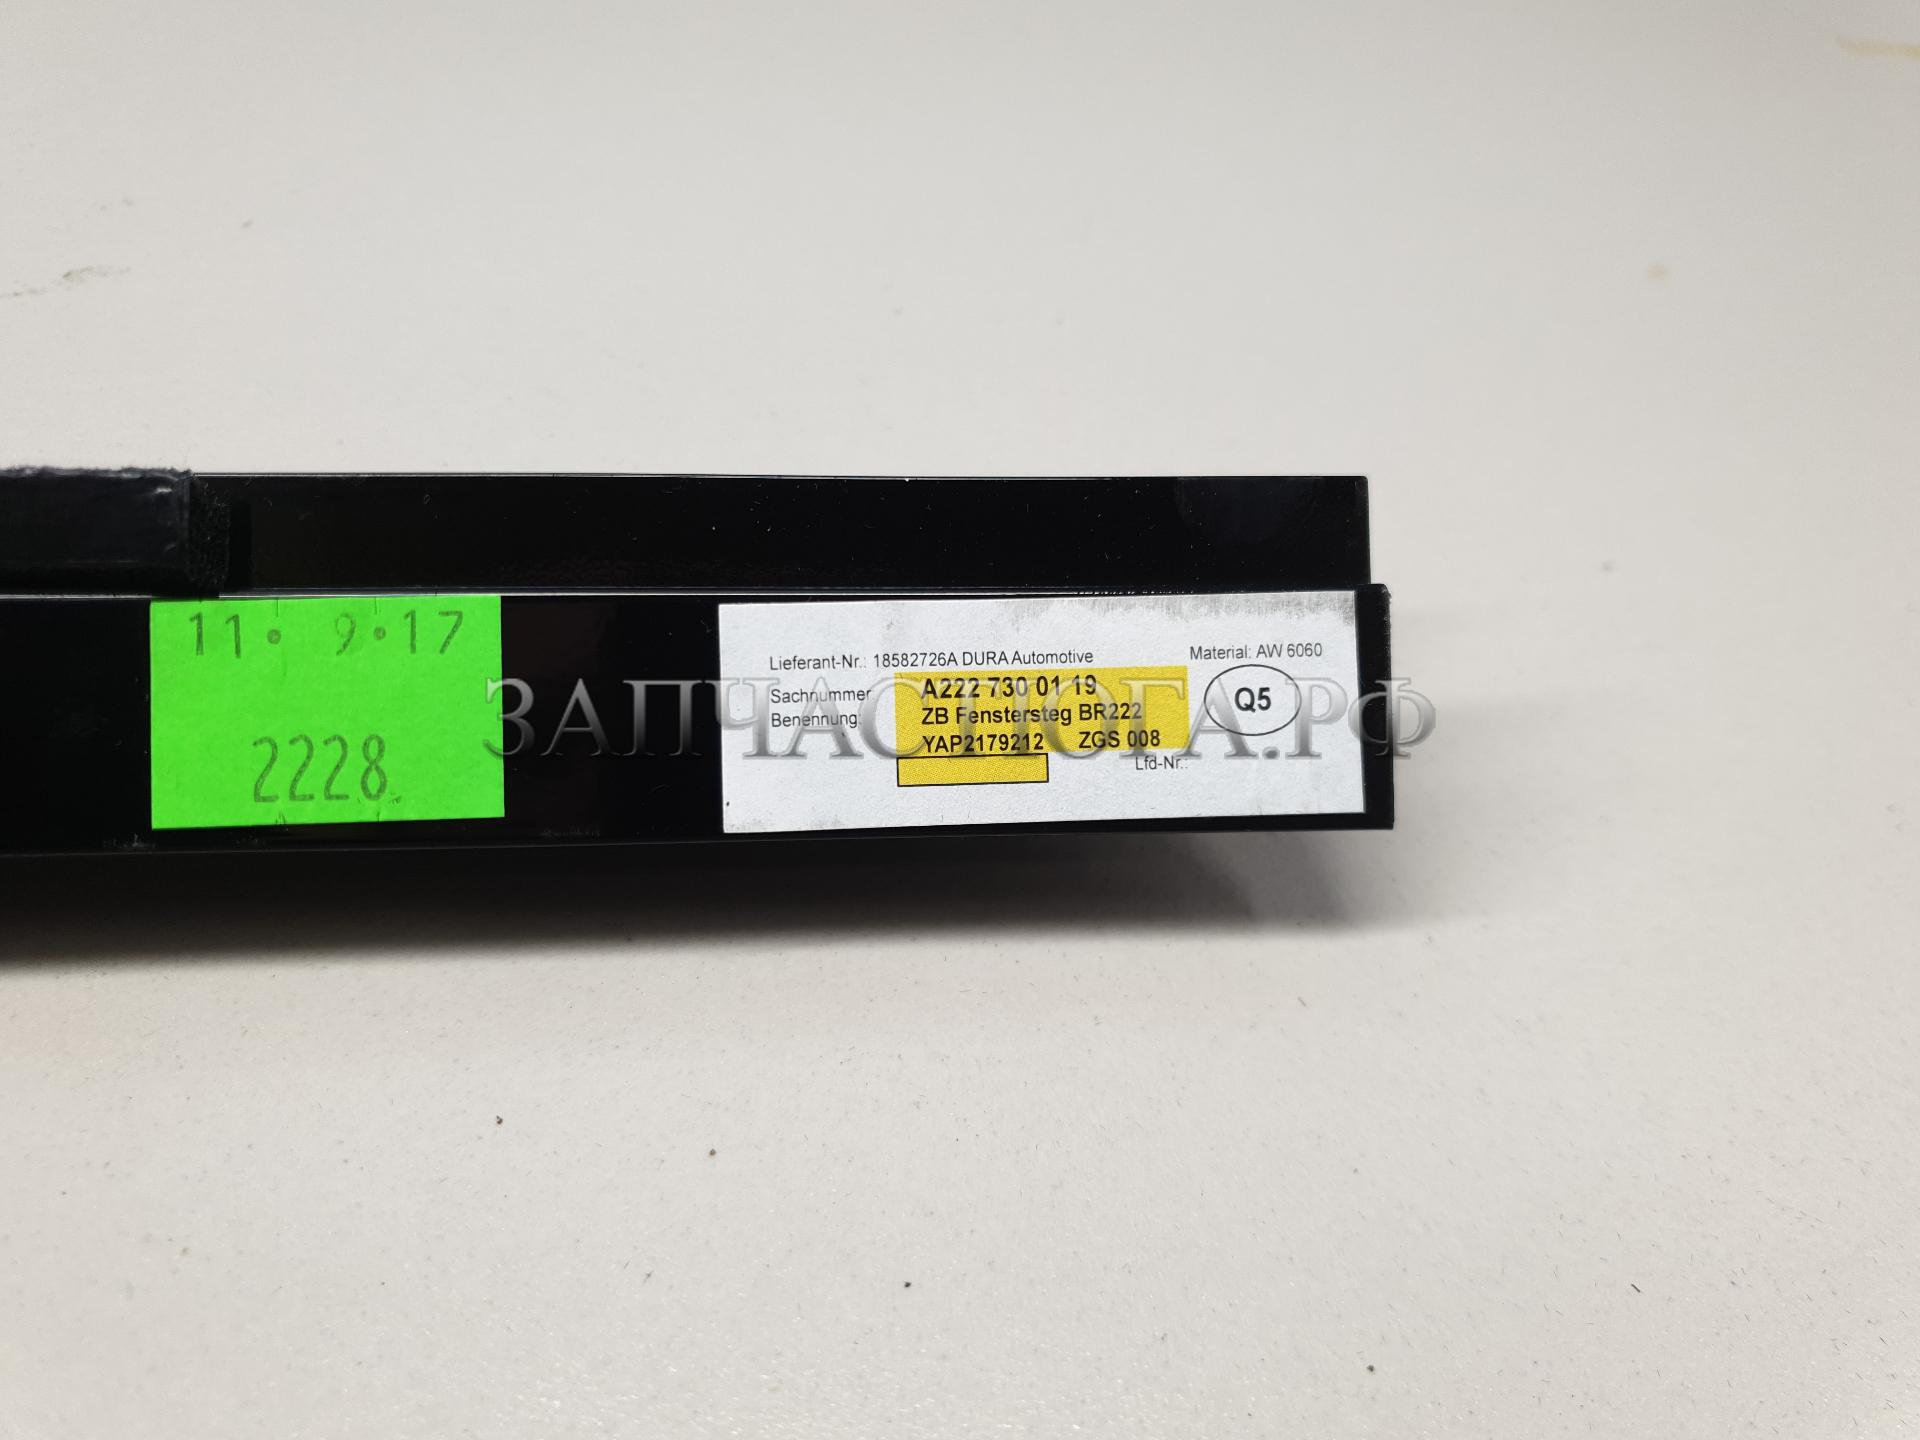 11. 9.17
2228
Lieferant-Nr.: 18582726A DURA Automotive
Material: AW 6060
Sachnummer: A222 730 01 19
Benennung: ZB Fenstersteg BR222
Q5
YAP2179212 ZGS 008
Lfd-Nr.:
ЗАПЧАСТЮГА.РФ